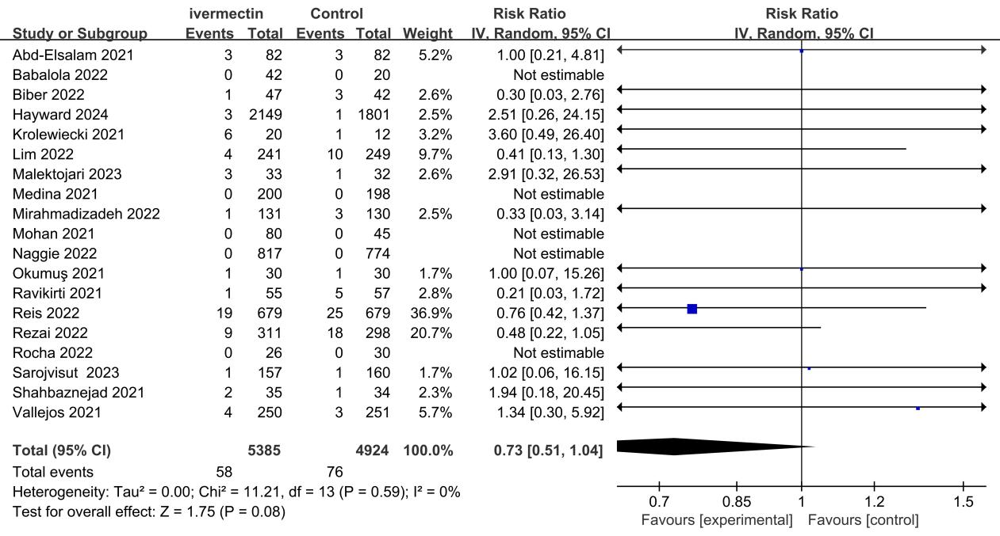 ivermectin Control Risk Ratio Risk Ratio
Study or Subgroup Events Total Events Total Weight IV, Random, 95% CI IV, Random, 95% CI
Abd-Elsalam 2021 3 82 3 82 5.2% 1.00 [0.21, 4.81]
Babalola 2022 0 42 0 20 Not estimable
Biber 2022 1 47 3 42 2.6% 0.30 [0.03, 2.76]
Hayward 2024 3 2149 1 1801 2.5% 2.51 [0.26, 24.15]
Krolewiecki 2021 6 20 1 12 3.2% 3.60 [0.49, 26.40]
Lim 2022 4 241 10 249 9.7% 0.41 [0.13, 1.30]
Malektojari 2023 3 33 1 32 2.6% 2.91 [0.32, 26.53]
Medina 2021 0 200 0 198 Not estimable
Mirahmadizadeh 2022 1 131 3 130 2.5% 0.33 [0.03, 3.14]
Mohan 2021 0 80 0 45 Not estimable
Naggie 2022 0 817 0 774 Not estimable
Okumuş 2021 1 30 1 30 1.7% 1.00 [0.07, 15.26]
Ravikirti 2021 1 55 5 57 2.8% 0.21 [0.03, 1.72]
Reis 2022 19 679 25 679 36.9% 0.76 [0.42, 1.37]
Rezai 2022 9 311 18 298 20.7% 0.48 [0.22, 1.05]
Rocha 2022 0 26 0 30 Not estimable
Sarojvisut 2023 1 157 1 160 1.7% 1.02 [0.06, 16.15]
Shahbaznejad 2021 2 35 1 34 2.3% 1.94 [0.18, 20.45]
Vallejos 2021 4 250 3 251 5.7% 1.34 [0.30, 5.92]
Total (95% CI) 5385 4924 100.0% 0.73 [0.51, 1.04]
Total events 58 76
Heterogeneity: Tau² = 0.00; Chi² = 11.21, df = 13 (P = 0.59); I² = 0%
Test for overall effect: Z = 1.75 (P = 0.08)
0.7 0.85 1 1.2 1.5
Favours [experimental] Favours [control]